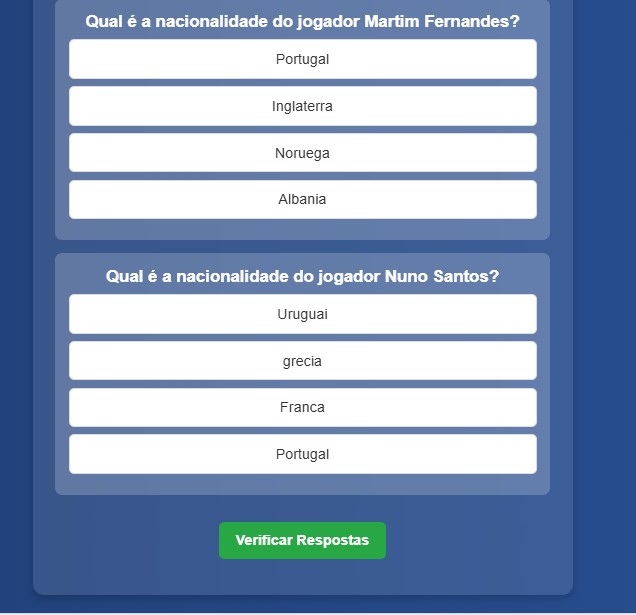 Qual é a nacionalidade do jogador Martim Fernandes?
Portugal
Inglaterra
Noruega
Albania
Qual é a nacionalidade do jogador Nuno Santos?
Uruguai
grecia
Franca
Portugal
Verificar Respostas